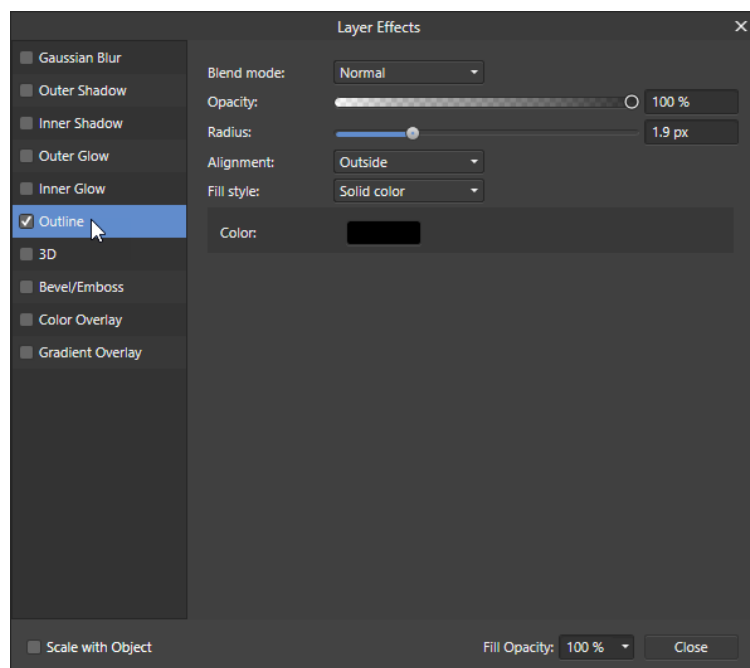 Layer Effects
Gaussian Blur
Outer Shadow
Inner Shadow
Outer Glow
Inner Glow
Outline
3D
Bevel/Emboss
Color Overlay
Gradient Overlay
Blend mode: Normal
Opacity: 100 %
Radius: 1.9 px
Alignment: Outside
Fill style: Solid color
Color:
Scale with Object
Fill Opacity: 100 %
Close